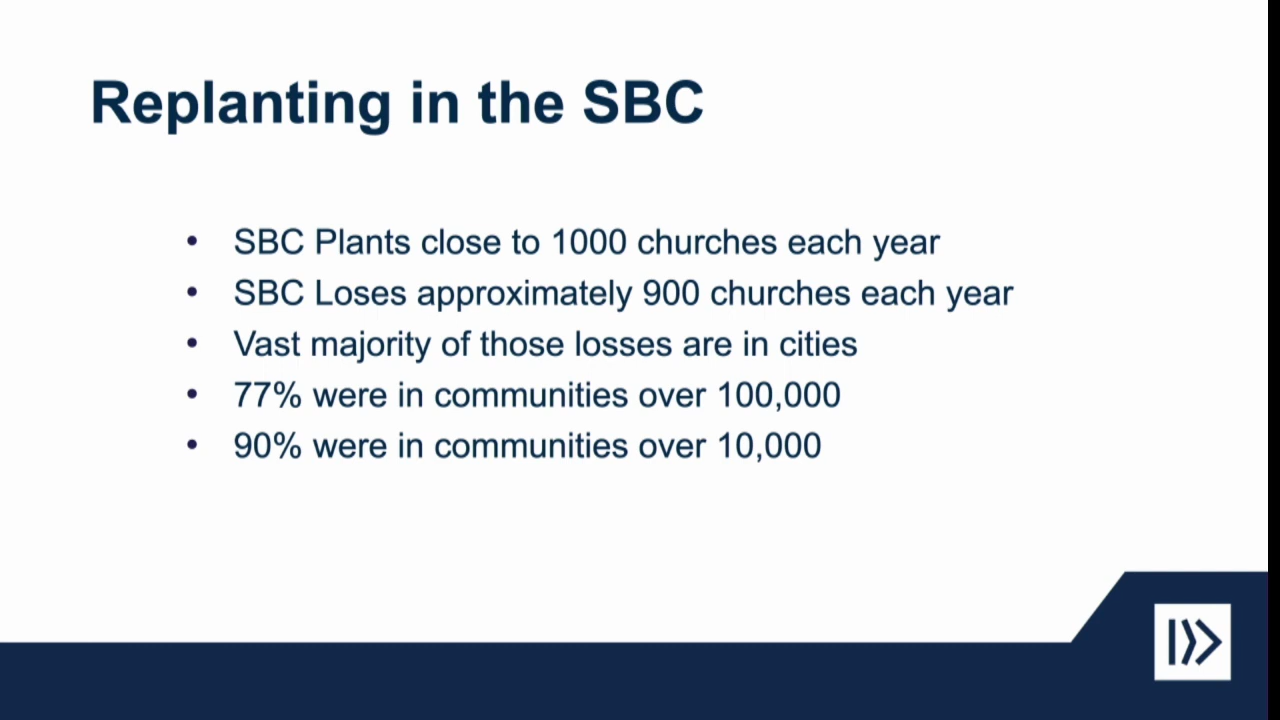 Replanting in the SBC
• SBC Plants close to 1000 churches each year
• SBC Loses approximately 900 churches each year
• Vast majority of those losses are in cities
• 77% were in communities over 100,000
• 90% were in communities over 10,000